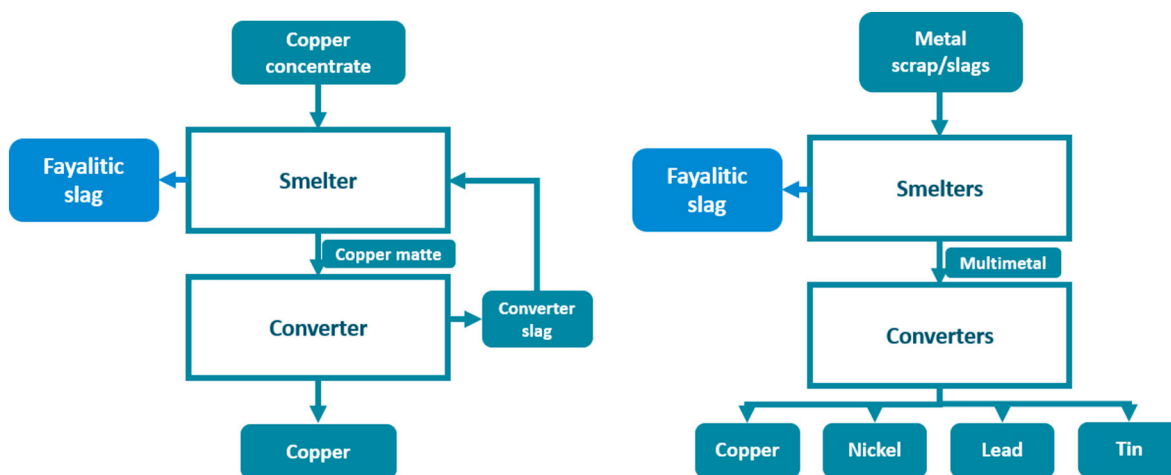 Copper
concentrate
Fayalitic
slag
Smelter
Copper matte
Converter
Converter
slag
Copper
Metal
scrap/slags
Fayalitic
slag
Smelters
Multimetal
Converters
Copper
Nickel
Lead
Tin